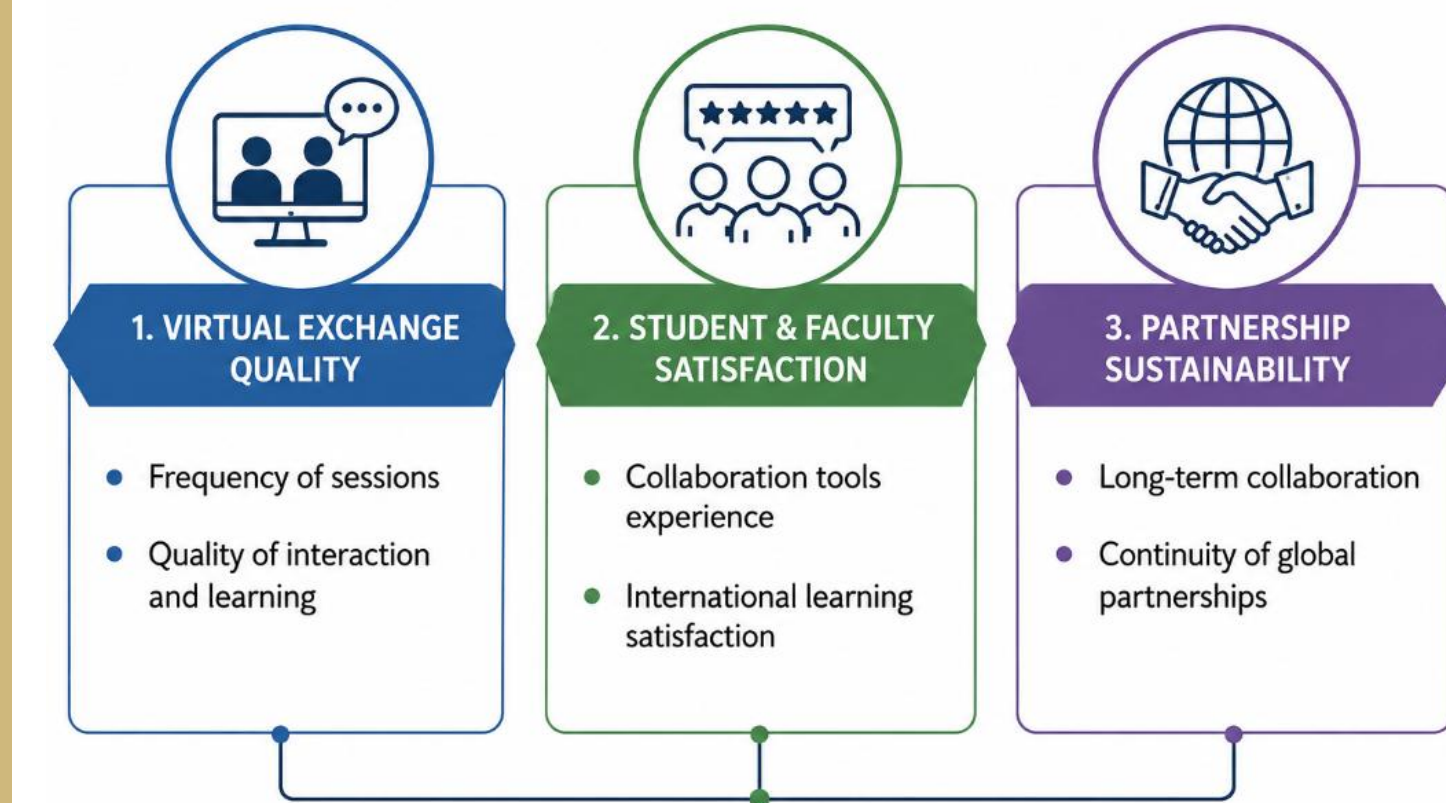 1. VIRTUAL EXCHANGE
QUALITY
Frequency of sessions
Quality of interaction
and learning
2. STUDENT & FACULTY
SATISFACTION
Collaboration tools
experience
International learning
satisfaction
3. PARTNERSHIP
SUSTAINABILITY
Long-term collaboration
Continuity of global
partnerships